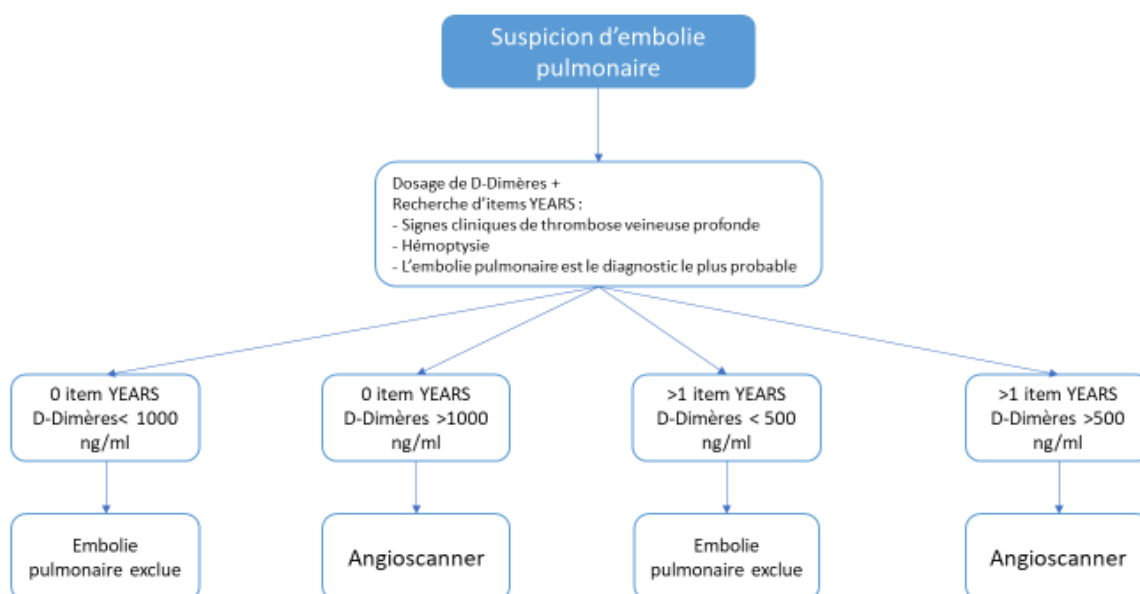 Suspicion d'embolie
pulmonaire
Dosage de D-Dimères +
Recherche d'items YEARS :
- Signes cliniques de thrombose veineuse profonde
- Hémoptysie
- L'embolie pulmonaire est le diagnostic le plus probable
0 item YEARS
D-Dimères< 1000
ng/ml
0 item YEARS
D-Dimères >1000
ng/ml
>1 item YEARS
D-Dimères < 500
ng/ml
>1 item YEARS
D-Dimères >500
ng/ml
Embolie
pulmonaire exclue
Angioscanner
Embolie
pulmonaire exclue
Angioscanner